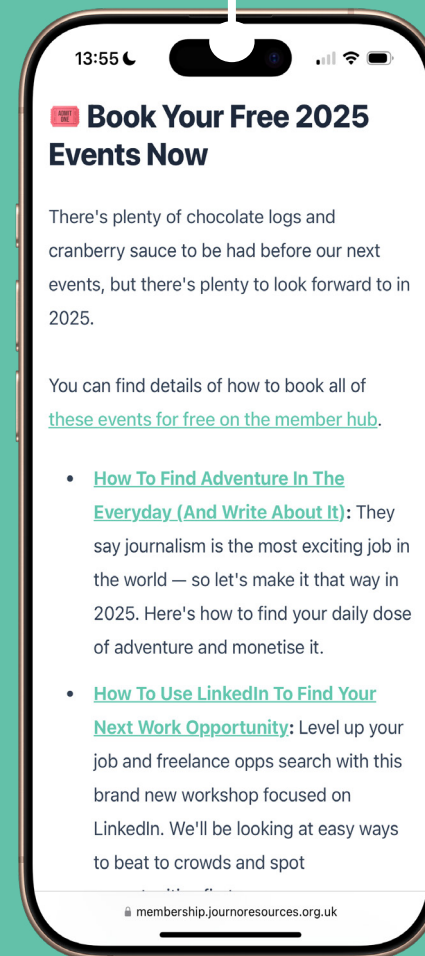 13:55
ADMIT
ONE
Book Your Free 2025
Events Now
There's plenty of chocolate logs and
cranberry sauce to be had before our next
events, but there's plenty to look forward to in
2025.
You can find details of how to book all of
these events for free on the member hub.
• How To Find Adventure In The
Everyday (And Write About It): They
say journalism is the most exciting job in
the world — so let's make it that way in
2025. Here's how to find your daily dose
of adventure and monetise it.
• How To Use LinkedIn To Find Your
Next Work Opportunity: Level up your
job and freelance opps search with this
brand new workshop focused on
LinkedIn. We'll be looking at easy ways
to beat to crowds and spot
membership.journoresources.org.uk